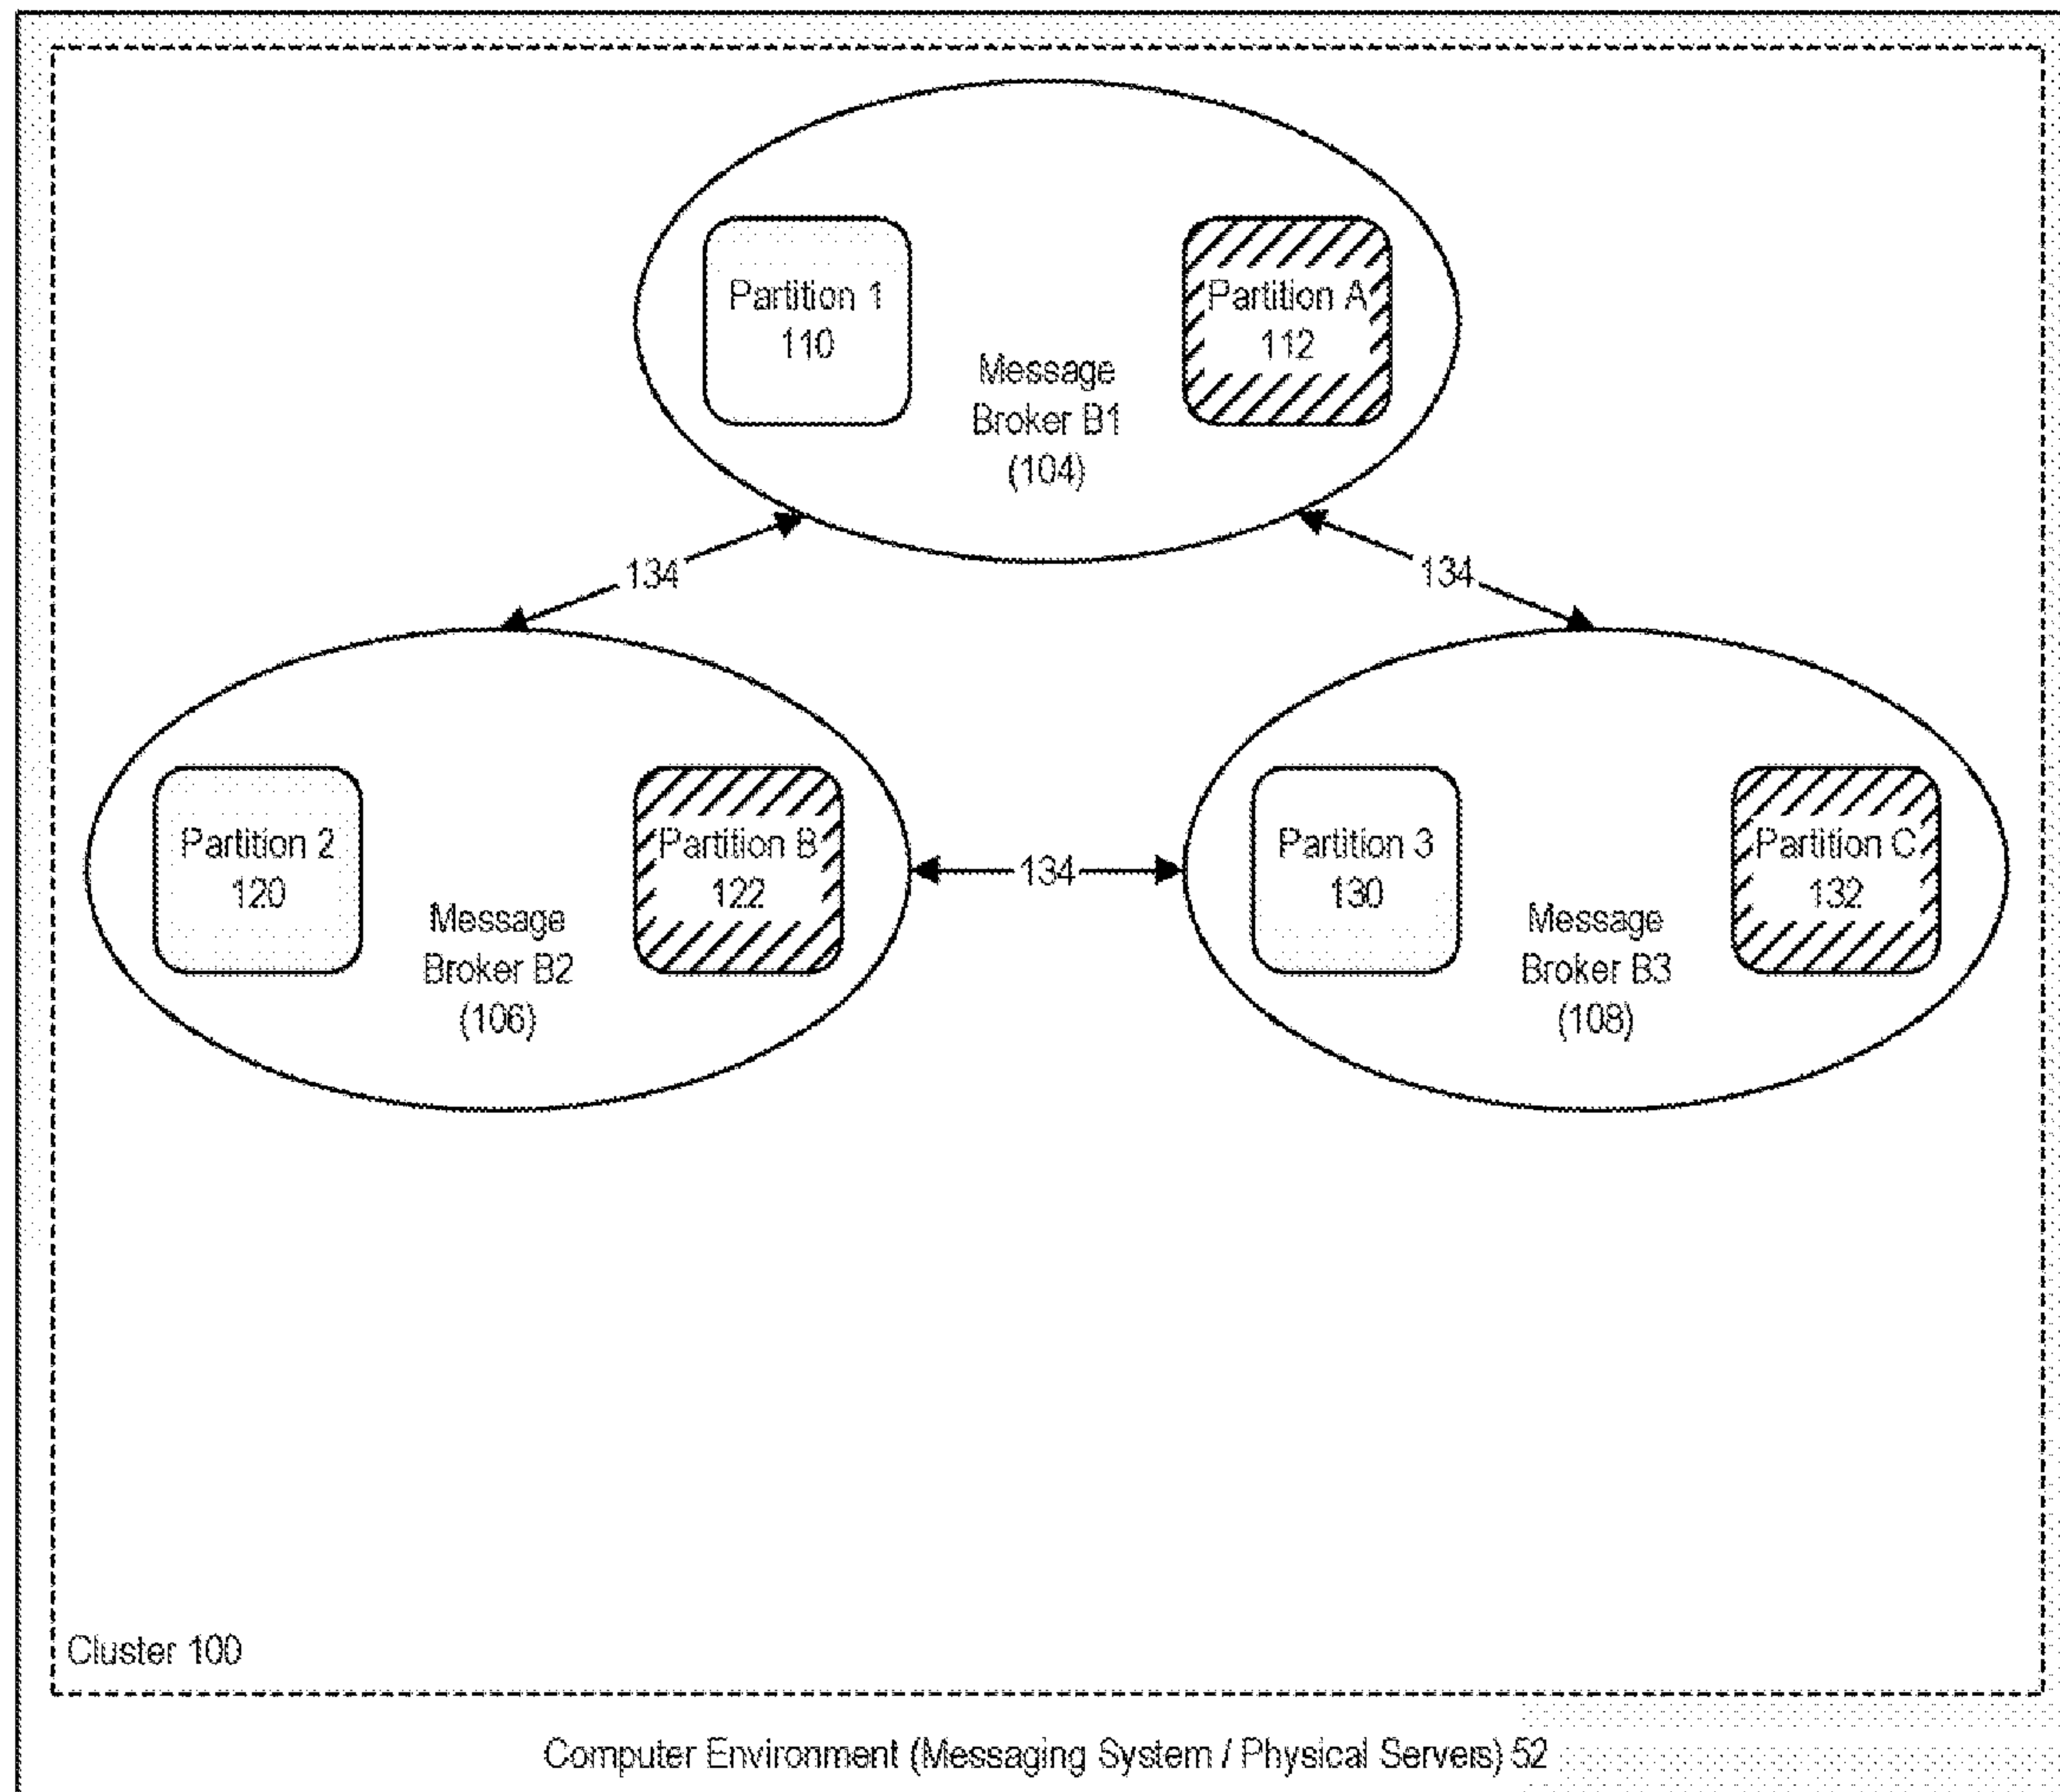 Partition 1
110
Partition A
112
Message
Broker B1
(104)
134
134
Partition 2
120
Partition B
122
Message
Broker B2
(106)
134
Partition 3
130
Partition C
132
Message
Broker B3
(108)
Cluster 100
Computer Environment (Messaging System / Physical Servers) 52